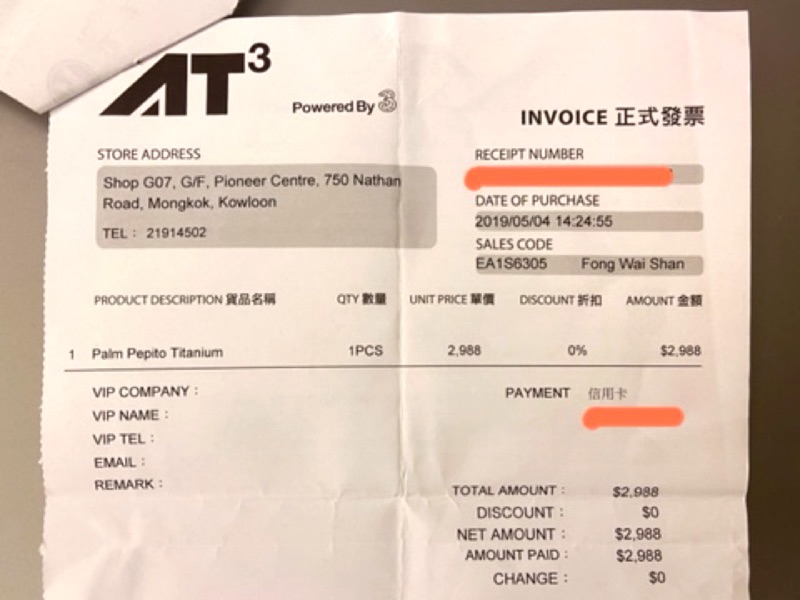 AT³
Powered By 3
INVOICE 正式發票
STORE ADDRESS
Shop G07, G/F, Pioneer Centre, 750 Nathan
Road, Mongkok, Kowloon
TEL : 21914502
RECEIPT NUMBER
DATE OF PURCHASE
2019/05/04 14:24:55
SALES CODE
EA1S6305 Fong Wai Shan
PRODUCT DESCRIPTION 貨品名稱 QTY 數量 UNIT PRICE 單價 DISCOUNT 折扣 AMOUNT 金額
1 Palm Pepito Titanium 1PCS 2,988 0% $2,988
VIP COMPANY :
VIP NAME :
VIP TEL :
EMAIL :
REMARK :
PAYMENT 信用卡
TOTAL AMOUNT : $2,988
DISCOUNT : $0
NET AMOUNT : $2,988
AMOUNT PAID : $2,988
CHANGE : $0